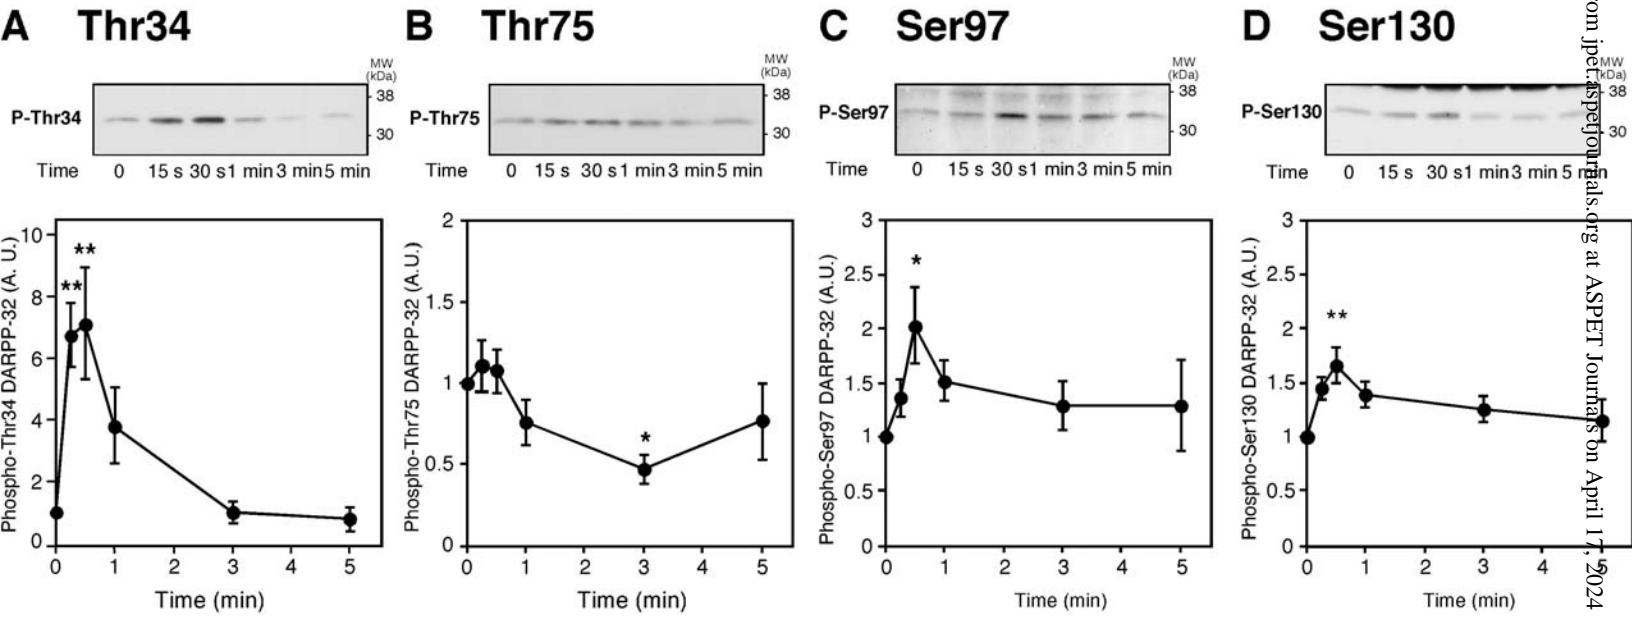 A Thr34
MW
(kDa)
38
P-Thr34
30
Time 0 15 s 30 s 1 min 3 min 5 min
Phospho-Thr34 DARPP-32 (A. U.)
10
8
6
4
2
0
**
**
0 1 2 3 4 5
Time (min)
B Thr75
MW
(kDa)
38
P-Thr75
30
Time 0 15 s 30 s 1 min 3 min 5 min
Phospho-Thr75 DARPP-32 (A.U.)
2
1.5
1
0.5
0
*
0 1 2 3 4 5
Time (min)
C Ser97
MW
(kDa)
38
P-Ser97
30
Time 0 15 s 30 s 1 min 3 min 5 min
Phospho-Ser97 DARPP-32 (A.U.)
3
2.5
2
1.5
1
0.5
0
*
0 1 2 3 4 5
Time (min)
D Ser130
MW
(kDa)
38
P-Ser130
30
Time 0 15 s 30 s 1 min 3 min 5 min
Phospho-Ser130 DARPP-32 (A.U.)
3
2.5
2
1.5
1
0.5
0
**
0 1 2 3 4 5
Time (min)
om jpet.aspetjournals.org at ASPET Journals on April 17, 2024